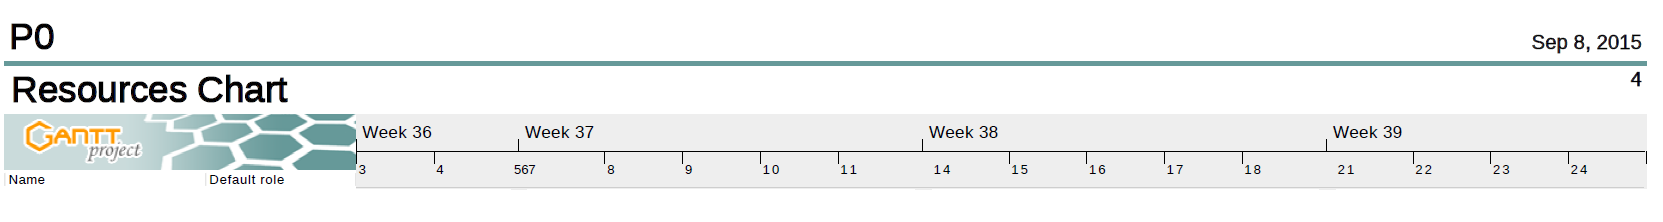 P0
Sep 8, 2015
Resources Chart
4
GANTT
project
Week 36 Week 37 Week 38 Week 39
3 4 567 8 9 10 11 14 15 16 17 18 21 22 23 24
Name Default role